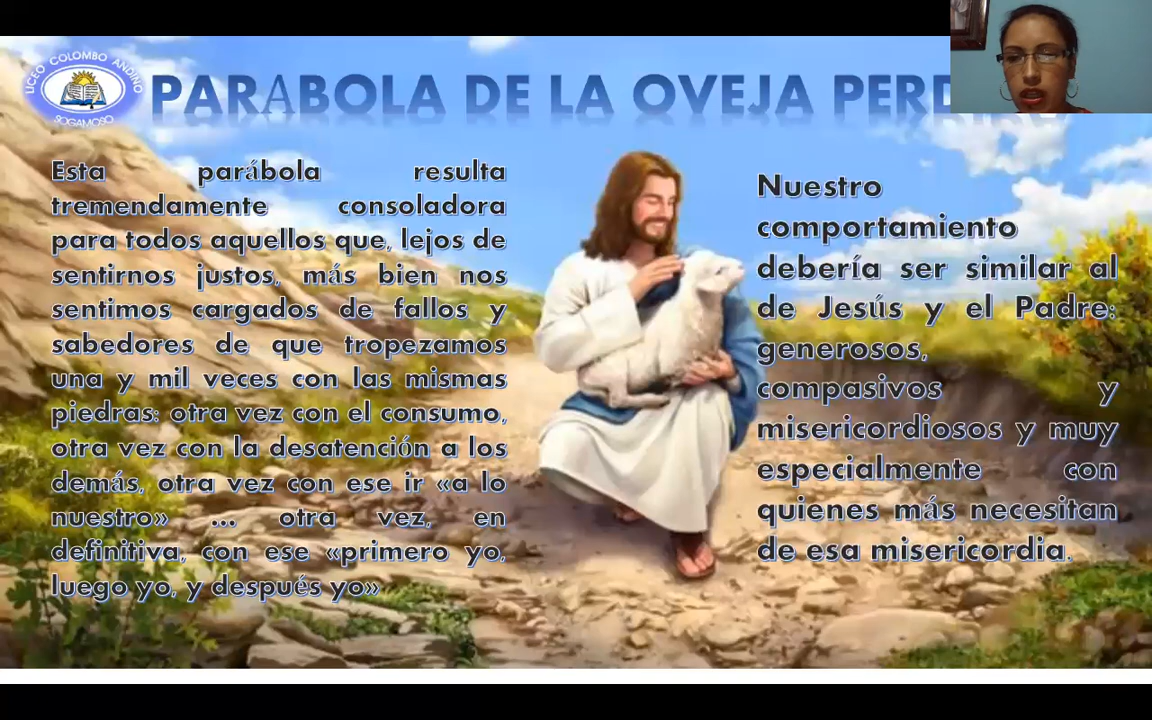 LICEO COLOMBO ANDINO
SOGAMOSO
PARÁBOLA DE LA OVEJA
Esta parábola resulta
tremendamente consoladora
para todos aquellos que, lejos de
sentirnos justos, más bien nos
sentimos cargados de fallos y
sabedores de que tropezamos
una y mil veces con las mismas
piedras: otra vez con el consumo,
otra vez con la desatención a los
demás, otra vez con ese ir «a lo
nuestro» ... otra vez, en
definitiva, con ese «primero yo,
luego yo, y después yo»
Nuestro
comportamiento
debería ser similar al
de Jesús y el Padre:
generosos,
compasivos y
misericordiosos y muy
especialmente con
quienes más necesitan
de esa misericordia.